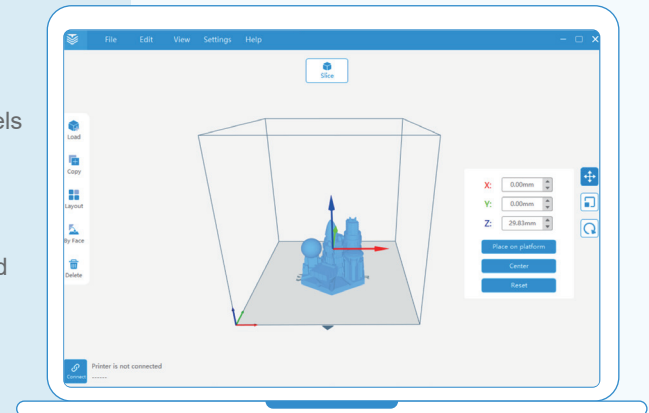 els
d
File Edit View Settings Help
Slice
Load
Copy
Layout
By Face
Delete
X: 0.00mm
Y: 0.00mm
Z: 29.83mm
Place on platform
Center
Reset
Connect
Printer is not connected
------